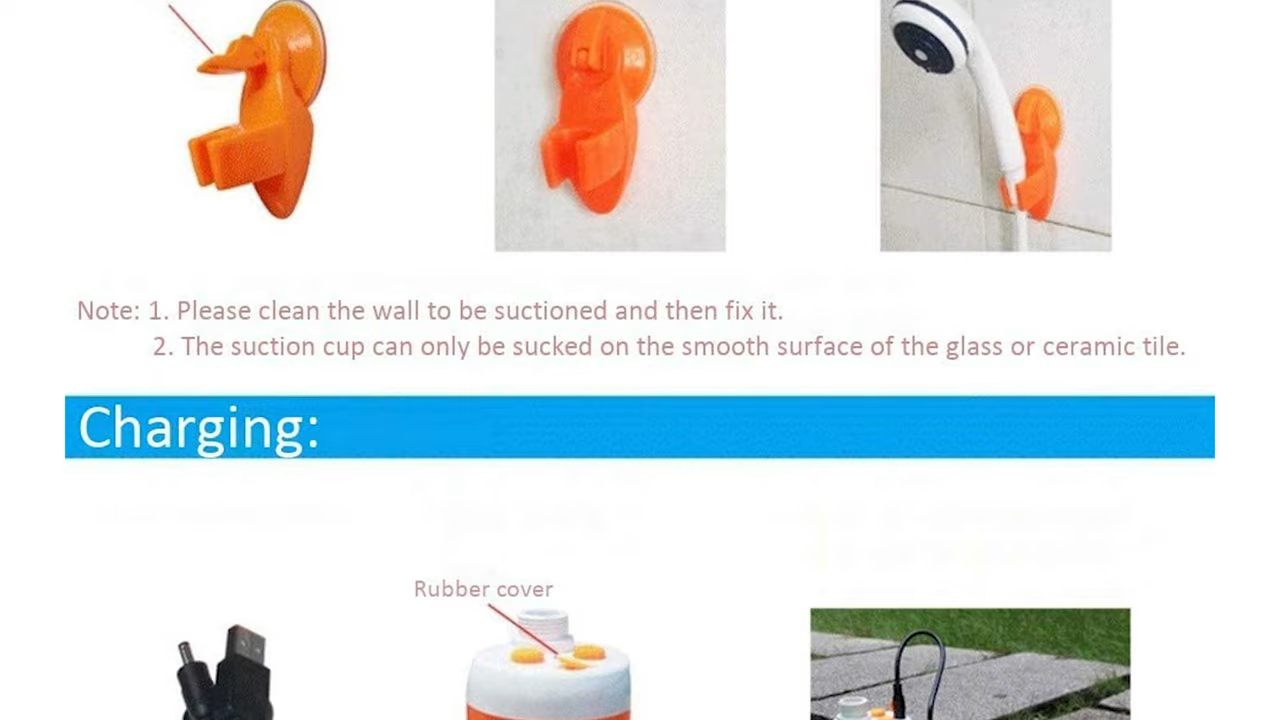 Note: 1. Please clean the wall to be suctioned and then fix it.
2. The suction cup can only be sucked on the smooth surface of the glass or ceramic tile.
Charging:
Rubber cover